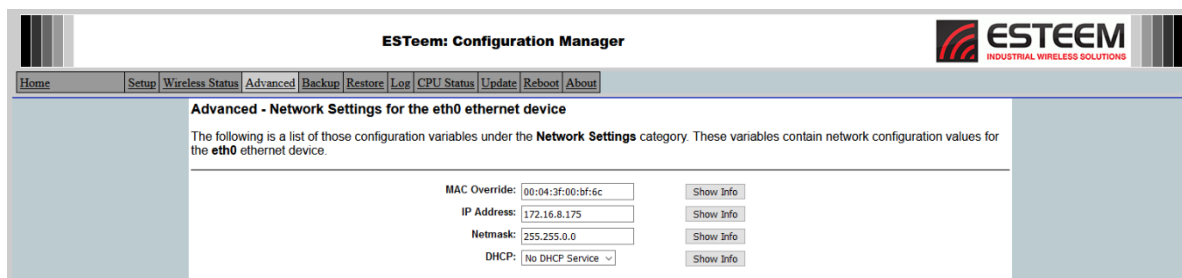 ESTeem: Configuration Manager
ESTEEM
INDUSTRIAL WIRELESS SOLUTIONS
Home Setup Wireless Status Advanced Backup Restore Log CPU Status Update Reboot About
Advanced - Network Settings for the eth0 ethernet device
The following is a list of those configuration variables under the Network Settings category. These variables contain network configuration values for
the eth0 ethernet device.
MAC Override: 00:04:3f:00:bf:6c Show Info
IP Address: 172.16.8.175 Show Info
Netmask: 255.255.0.0 Show Info
DHCP: No DHCP Service Show Info